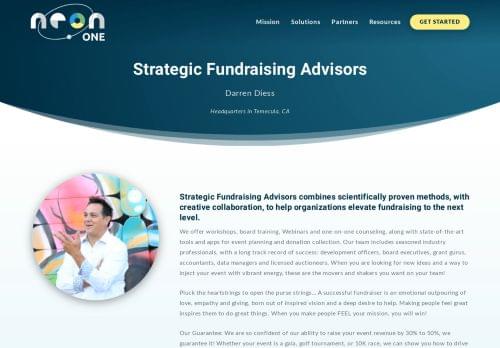 neon
ONE
Mission Solutions Partners Resources GET STARTED
Strategic Fundraising Advisors
Darren Diess
Headquarters in Temecula, CA
Strategic Fundraising Advisors combines scientifically proven methods, with
creative collaboration, to help organizations elevate fundraising to the next
level.
We offer workshops, board training, Webinars and one-on-one counseling, along with state-of-the-art
tools and apps for event planning and donation collection. Our team includes seasoned industry
professionals, with a long track record of success: development officers, board executives, grant gurus,
accountants, data managers and licensed auctioneers. When you are looking for new ideas and a way to
inject your event with vibrant energy, these are the movers and shakers you want on your team!
Pluck the heartstrings to open the purse strings... A successful fundraiser is an emotional outpouring of
love, empathy and giving, born out of inspired vision and a deep desire to help. Making people feel great
inspires them to do great things. When you make people FEEL your mission, you will win!
Our Guarantee: We are so confident of our ability to raise your event revenue by 30% to 50%, we
guarantee it! Whether your event is a gala, golf tournament, or 10K race, we can show you how to drive